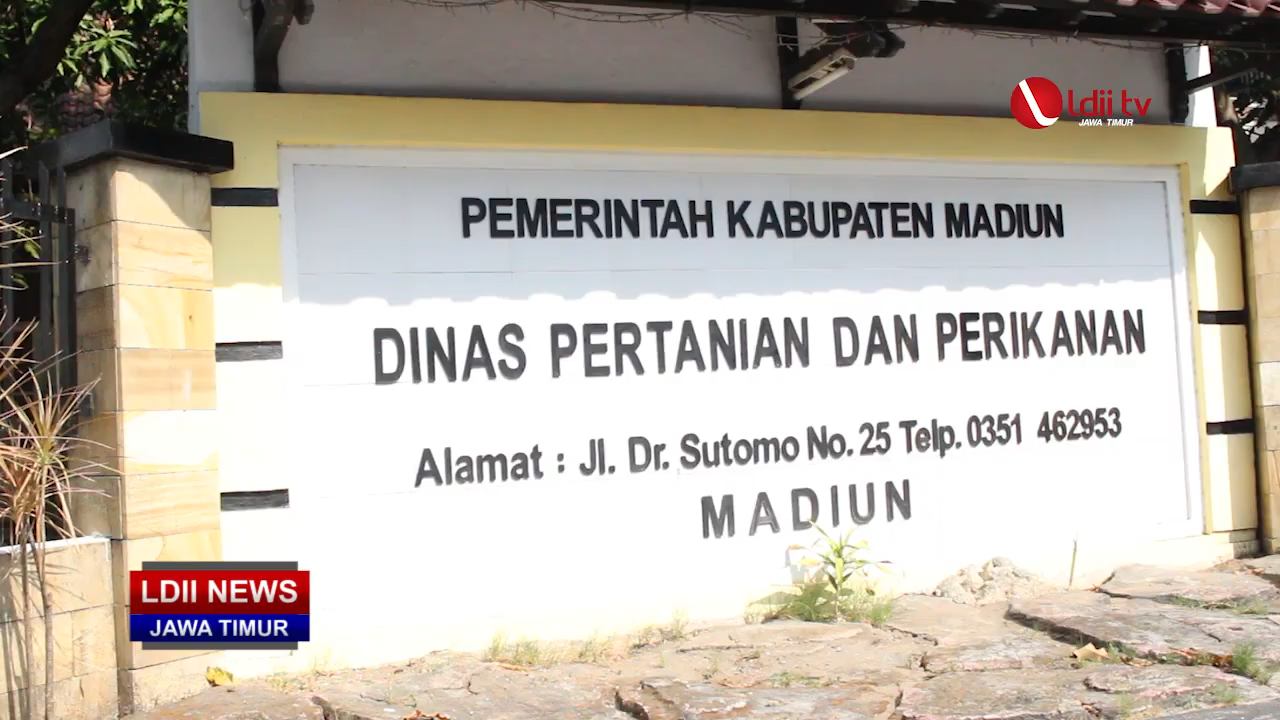 ldii tv
JAWA TIMUR
PEMERINTAH KABUPATEN MADIUN
DINAS PERTANIAN DAN PERIKANAN
Alamat : Jl. Dr. Sutomo No. 25 Telp. 0351 462953
MADIUN
LDII NEWS
JAWA TIMUR